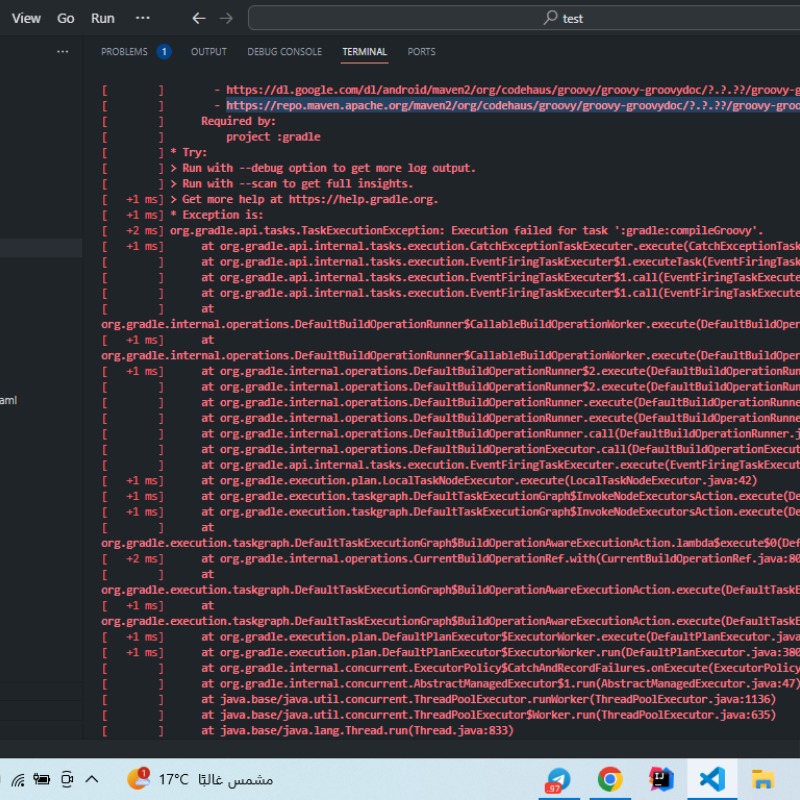 View Go Run ··· ← → test
··· PROBLEMS 1 OUTPUT DEBUG CONSOLE TERMINAL PORTS
[ ] - https://dl.google.com/dl/android/maven2/org/codehaus/groovy/groovy-groovydoc/?.?.??/groovy-g
[ ] - https://repo.maven.apache.org/maven2/org/codehaus/groovy/groovy-groovydoc/?.?.??/groovy-groo
[ ] Required by:
[ ] project :gradle
[ ] * Try:
[ ] > Run with --debug option to get more log output.
[ ] > Run with --scan to get full insights.
[ +1 ms] > Get more help at https://help.gradle.org.
[ +1 ms] * Exception is:
[ +2 ms] org.gradle.api.tasks.TaskExecutionException: Execution failed for task ':gradle:compileGroovy'.
[ +1 ms] at org.gradle.api.internal.tasks.execution.CatchExceptionTaskExecuter.execute(CatchExceptionTask
[ ] at org.gradle.api.internal.tasks.execution.EventFiringTaskExecuter$1.executeTask(EventFiringTask
[ ] at org.gradle.api.internal.tasks.execution.EventFiringTaskExecuter$1.call(EventFiringTaskExecute
[ ] at org.gradle.api.internal.tasks.execution.EventFiringTaskExecuter$1.call(EventFiringTaskExecute
[ ] at
org.gradle.internal.operations.DefaultBuildOperationRunner$CallableBuildOperationWorker.execute(DefaultBuildOper
[ +1 ms] at
org.gradle.internal.operations.DefaultBuildOperationRunner$CallableBuildOperationWorker.execute(DefaultBuildOper
[ +1 ms] at org.gradle.internal.operations.DefaultBuildOperationRunner$2.execute(DefaultBuildOperationRun
[ ] at org.gradle.internal.operations.DefaultBuildOperationRunner$2.execute(DefaultBuildOperationRun
aml [ ] at org.gradle.internal.operations.DefaultBuildOperationRunner.execute(DefaultBuildOperationRunne
[ ] at org.gradle.internal.operations.DefaultBuildOperationRunner.execute(DefaultBuildOperationRunne
[ ] at org.gradle.internal.operations.DefaultBuildOperationRunner.call(DefaultBuildOperationRunner.j
[ ] at org.gradle.internal.operations.DefaultBuildOperationExecutor.call(DefaultBuildOperationExecut
[ ] at org.gradle.api.internal.tasks.execution.EventFiringTaskExecuter.execute(EventFiringTaskExecut
[ +1 ms] at org.gradle.execution.plan.LocalTaskNodeExecutor.execute(LocalTaskNodeExecutor.java:42)
[ +1 ms] at org.gradle.execution.taskgraph.DefaultTaskExecutionGraph$InvokeNodeExecutorsAction.execute(De
[ +1 ms] at org.gradle.execution.taskgraph.DefaultTaskExecutionGraph$InvokeNodeExecutorsAction.execute(De
[ ] at
org.gradle.execution.taskgraph.DefaultTaskExecutionGraph$BuildOperationAwareExecutionAction.lambda$execute$0(Def
[ +2 ms] at org.gradle.internal.operations.CurrentBuildOperationRef.with(CurrentBuildOperationRef.java:80
[ ] at
org.gradle.execution.taskgraph.DefaultTaskExecutionGraph$BuildOperationAwareExecutionAction.execute(DefaultTaskE
[ +1 ms] at
org.gradle.execution.taskgraph.DefaultTaskExecutionGraph$BuildOperationAwareExecutionAction.execute(DefaultTaskE
[ +1 ms] at org.gradle.execution.plan.DefaultPlanExecutor$ExecutorWorker.execute(DefaultPlanExecutor.java
[ +1 ms] at org.gradle.execution.plan.DefaultPlanExecutor$ExecutorWorker.run(DefaultPlanExecutor.java:380
[ ] at org.gradle.internal.concurrent.ExecutorPolicy$CatchAndRecordFailures.onExecute(ExecutorPolicy
[ ] at org.gradle.internal.concurrent.AbstractManagedExecutor$1.run(AbstractManagedExecutor.java:47)
[ ] at java.base/java.util.concurrent.ThreadPoolExecutor.runWorker(ThreadPoolExecutor.java:1136)
[ ] at java.base/java.util.concurrent.ThreadPoolExecutor$Worker.run(ThreadPoolExecutor.java:635)
[ ] at java.base/java.lang.Thread.run(Thread.java:833)
1 17°C مشمس غالبًا .97 IJ